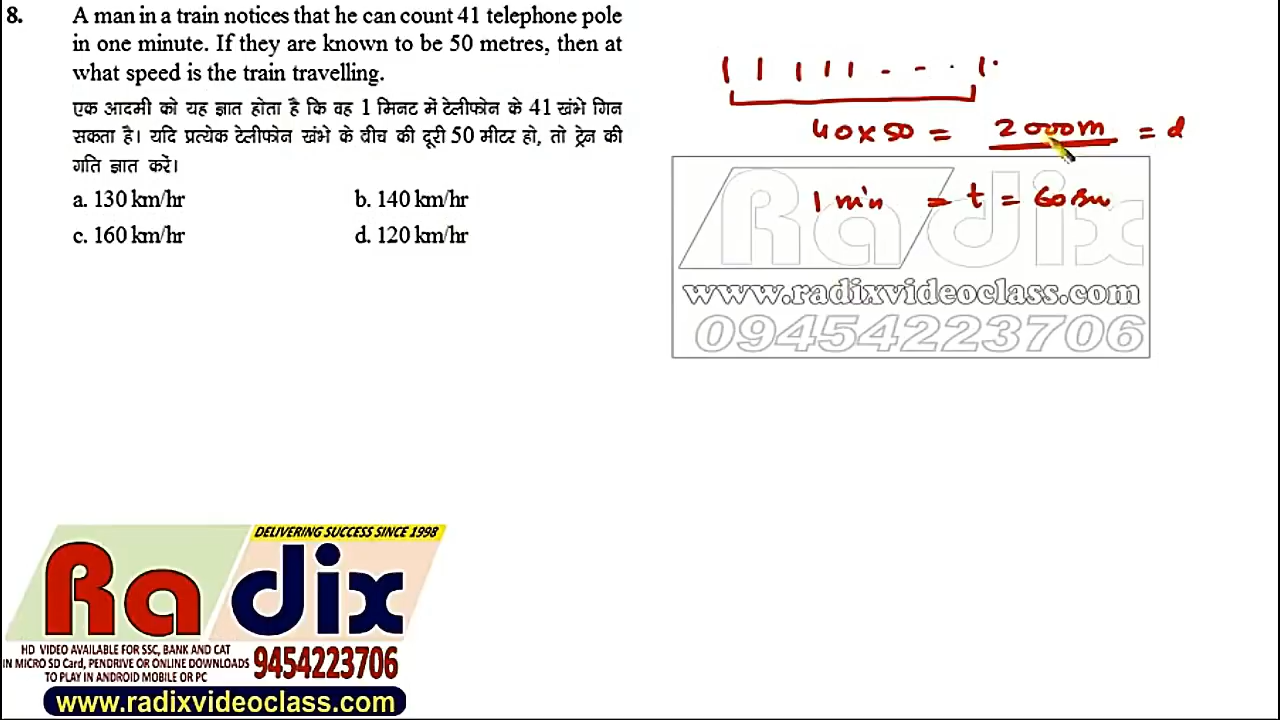 8. A man in a train notices that he can count 41 telephone pole
in one minute. If they are known to be 50 metres, then at
what speed is the train travelling.
एक आदमी को यह ज्ञात होता है कि वह 1 मिनट में टेलीफोन के 41 खंभे गिन
सकता है। यदि प्रत्येक टेलीफोन खंभे के बीच की दूरी 50 मीटर हो, तो ट्रेन की
गति ज्ञात करें।
a. 130 km/hr b. 140 km/hr
c. 160 km/hr d. 120 km/hr
40 x 50 = 2000m = d
1 min = t = 60
Radix
www.radixvideoclass.com
09454223706
DELIVERING SUCCESS SINCE 1998
Radix
HD VIDEO AVAILABLE FOR SSC, BANK AND CAT
IN MICRO SD Card, PENDRIVE OR ONLINE DOWNLOADS
TO PLAY IN ANDROID MOBILE OR PC
9454223706
www.radixvideoclass.com